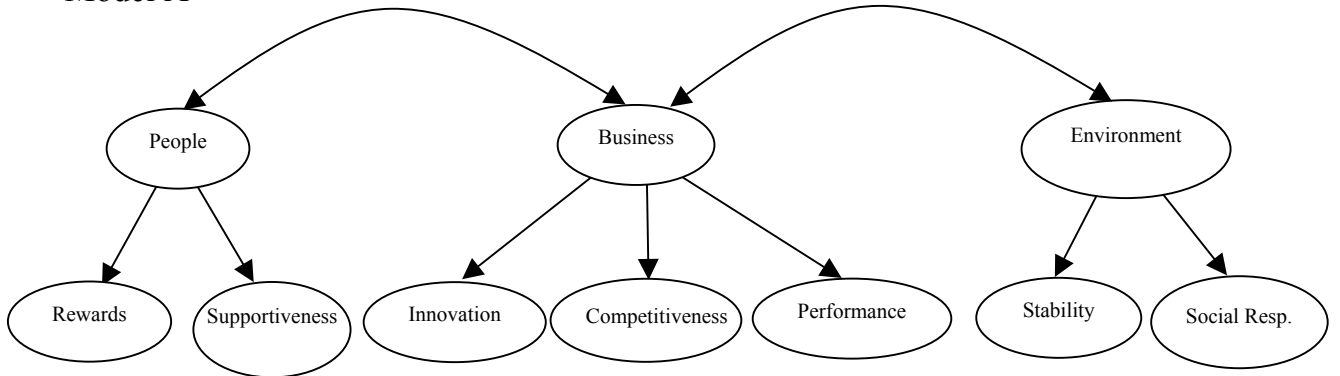 People
Business
Environment
Rewards
Supportiveness
Innovation
Competitiveness
Performance
Stability
Social Resp.